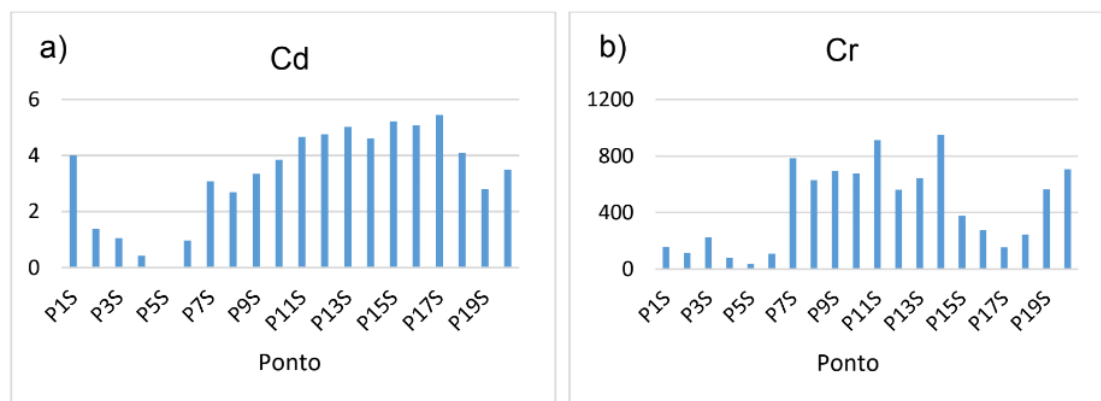 a)
Cd
6
4
2
0
P1S
P3S
P5S
P7S
P9S
P11S
P13S
P15S
P17S
P19S
Ponto
b)
Cr
1200
800
400
0
P1S
P3S
P5S
P7S
P9S
P11S
P13S
P15S
P17S
P19S
Ponto